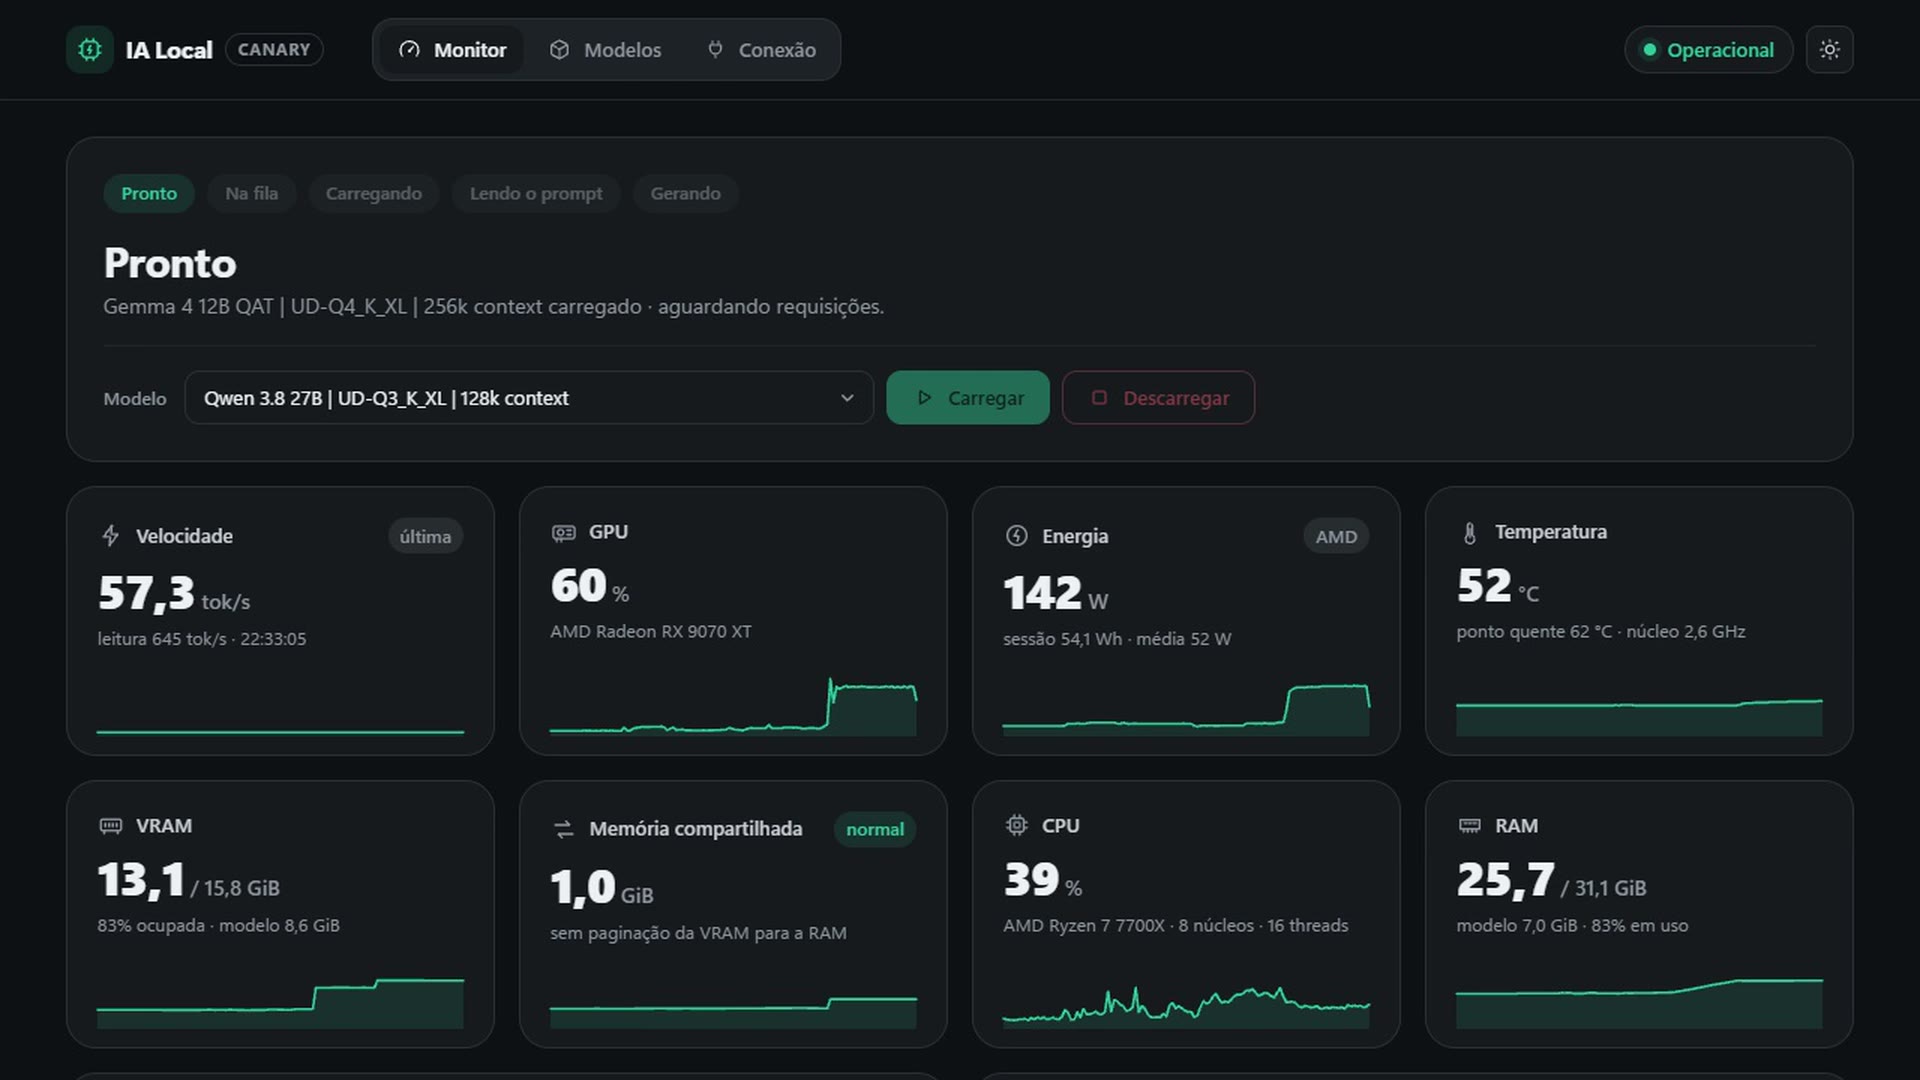 IA Local CANARY
Monitor Modelos Conexão
Operacional
Pronto Na fila Carregando Lendo o prompt Gerando
Pronto
Gemma 4 12B QAT | UD-Q4_K_XL | 256k context carregado · aguardando requisições.
Modelo Qwen 3.8 27B | UD-Q3_K_XL | 128k context Carregar Descarregar
Velocidade última
57,3 tok/s
leitura 645 tok/s · 22:33:05
GPU
60 %
AMD Radeon RX 9070 XT
Energia AMD
142 W
sessão 54,1 Wh · média 52 W
Temperatura
52 °C
ponto quente 62 °C · núcleo 2,6 GHz
VRAM
13,1 / 15,8 GiB
83% ocupada · modelo 8,6 GiB
Memória compartilhada normal
1,0 GiB
sem paginação da VRAM para a RAM
CPU
39 %
AMD Ryzen 7 7700X · 8 núcleos · 16 threads
RAM
25,7 / 31,1 GiB
modelo 7,0 GiB · 83% em uso